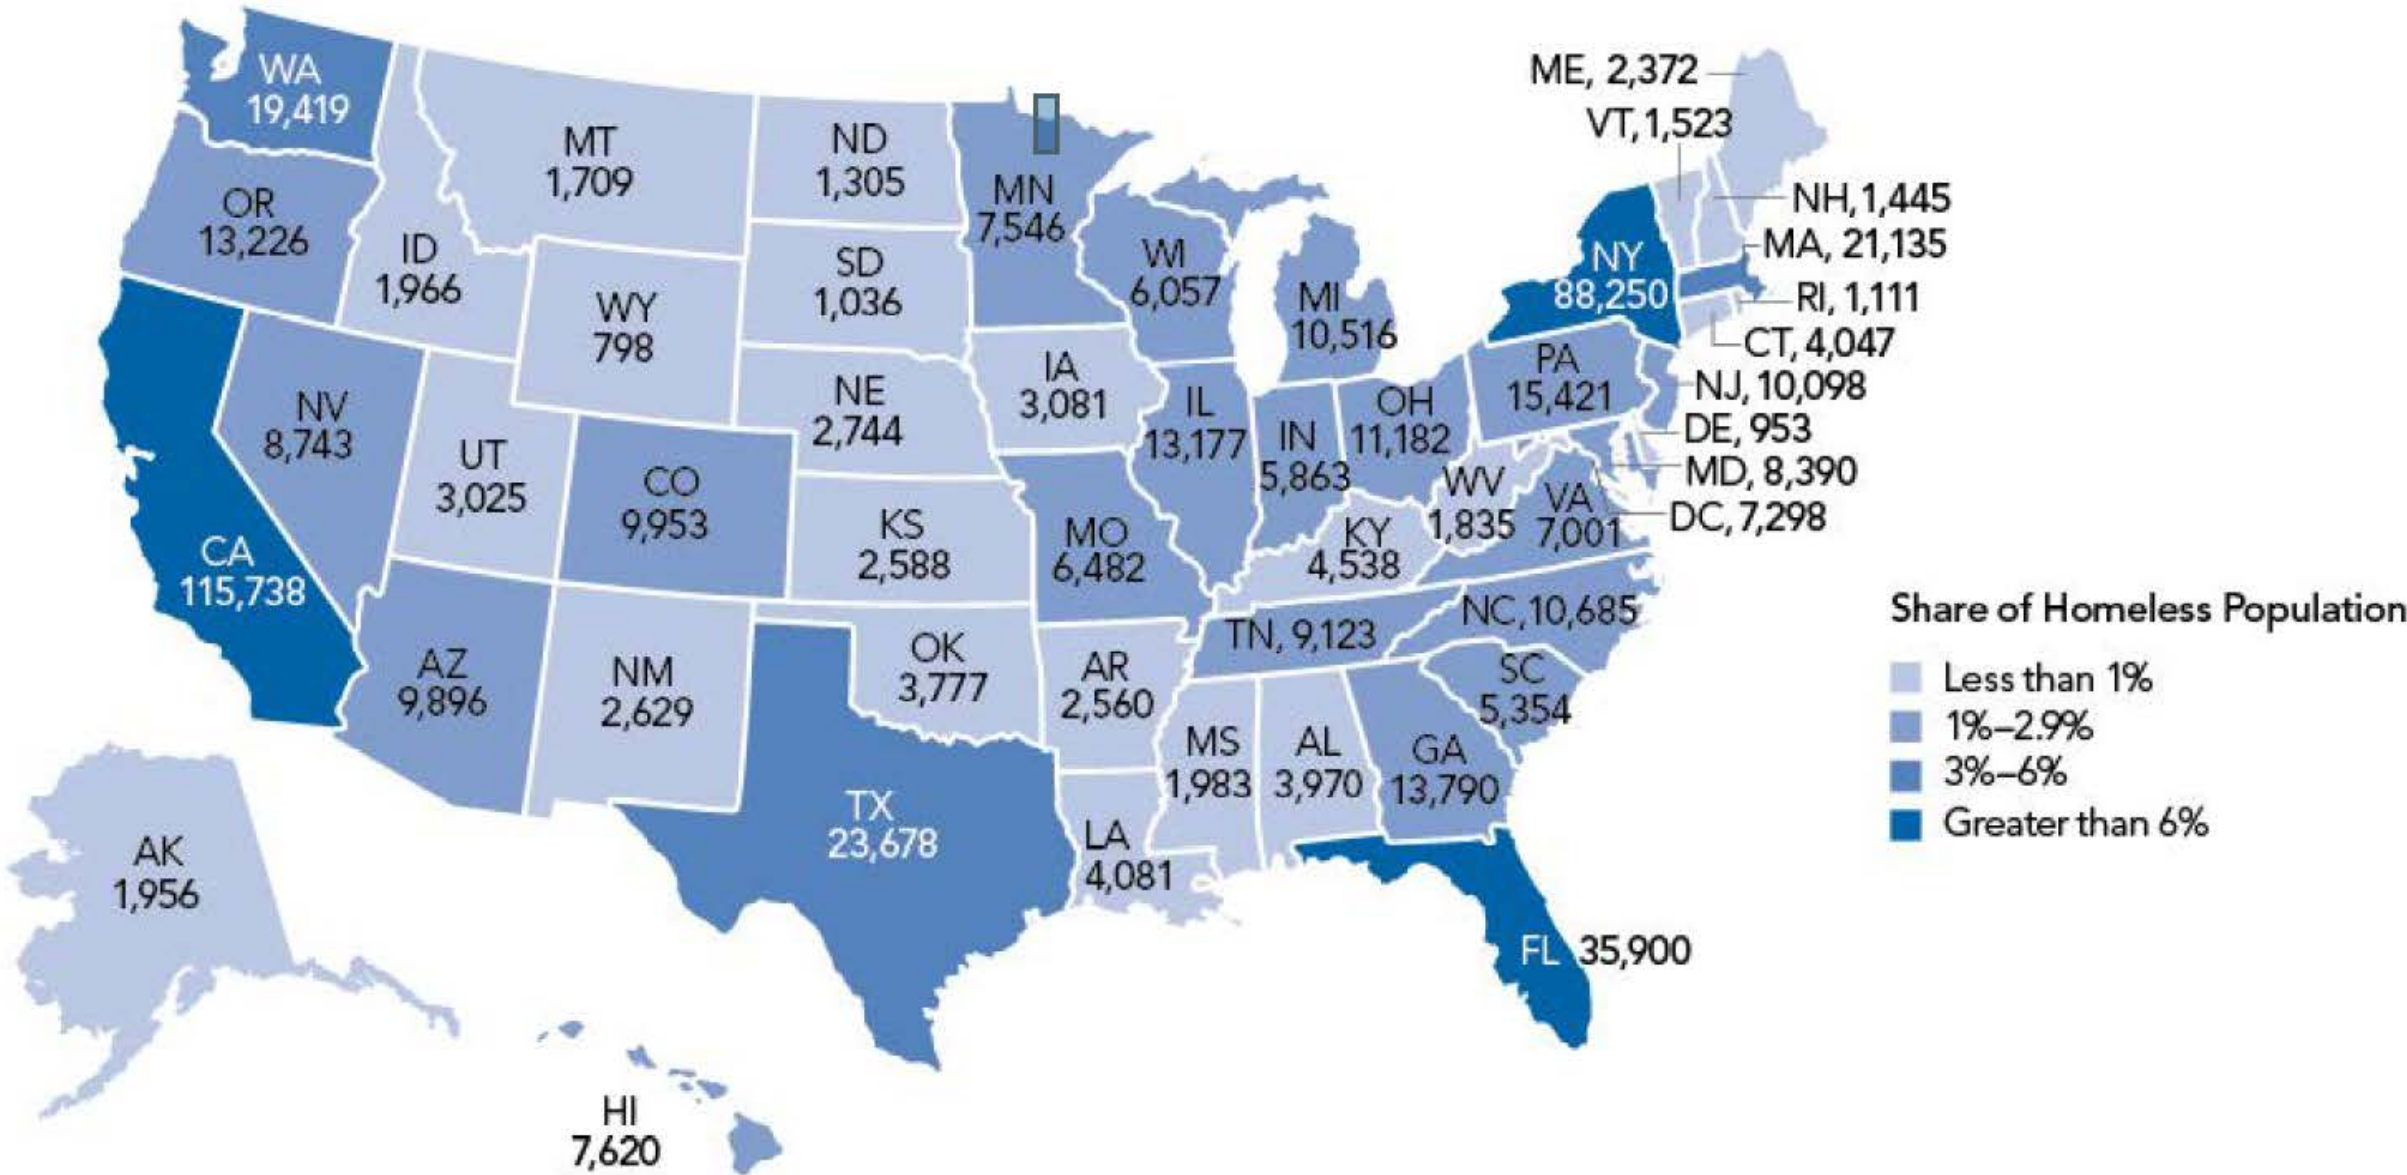 WA
19,419
MT
1,709
ND
1,305
MN
7,546
ME, 2,372
VT, 1,523
NH, 1,445
MA, 21,135
RI, 1,111
CT, 4,047
NJ, 10,098
DE, 953
MD, 8,390
DC, 7,298
OR
13,226
ID
1,966
WY
798
SD
1,036
WI
6,057
MI
10,516
NY
88,250
PA
15,421
NV
8,743
UT
3,025
CO
9,953
NE
2,744
IA
3,081
IL
13,177
IN
5,863
OH
11,182
WV
1,835
VA
7,001
CA
115,738
KS
2,588
MO
6,482
KY
4,538
TN, 9,123
NC, 10,685
SC
5,354
AZ
9,896
NM
2,629
OK
3,777
AR
2,560
MS
1,983
AL
3,970
GA
13,790
TX
23,678
LA
4,081
FL 35,900
AK
1,956
HI
7,620
Share of Homeless Population
Less than 1%
1%–2.9%
3%–6%
Greater than 6%